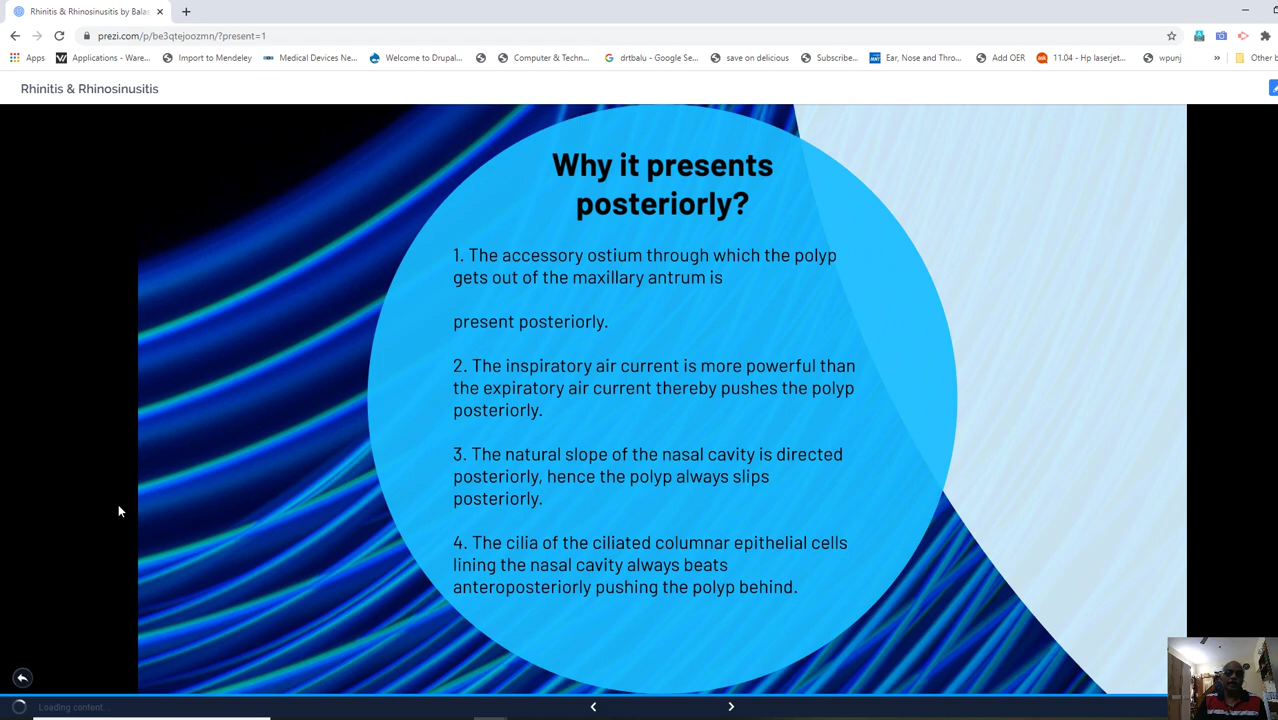 Rhinitis & Rhinosinusitis by Balas
prezi.com/p/be3qtejoozmn/?present=1
Apps
Applications - Ware...
Import to Mendeley
Medical Devices Ne...
Welcome to Drupal...
Computer & Techn...
drtbalu - Google Se...
save on delicious
Subscribe...
Ear, Nose and Thro...
Add OER
11.04 - Hp laserjet...
wpunj
»
Other b
Rhinitis & Rhinosinusitis
Why it presents
posteriorly?
1. The accessory ostium through which the polyp
gets out of the maxillary antrum is
present posteriorly.
2. The inspiratory air current is more powerful than
the expiratory air current thereby pushes the polyp
posteriorly.
3. The natural slope of the nasal cavity is directed
posteriorly, hence the polyp always slips
posteriorly.
4. The cilia of the ciliated columnar epithelial cells
lining the nasal cavity always beats
anteroposteriorly pushing the polyp behind.
Loading content...